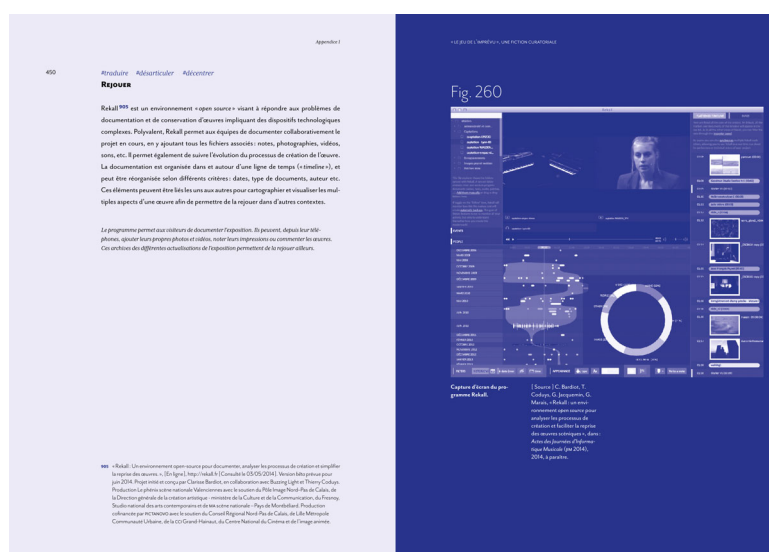 Appendice I
450
#traduire #désarticuler #décentrer
REJOUER
Rekall 905 est un environnement « open source » visant à répondre aux problèmes de
documentation et de conservation d'œuvres impliquant des dispositifs technologiques
complexes. Polyvalent, Rekall permet aux équipes de documenter collaborativement le
projet en cours, en y ajoutant tous les fichiers associés : notes, photographies, vidéos,
sons, etc. Il permet également de suivre l'évolution du processus de création de l'œuvre.
La documentation est organisée dans et autour d'une ligne de temps (« timeline »), et
peut être réorganisée selon différents critères : dates, type de documents, auteur etc.
Ces éléments peuvent être liés les uns aux autres pour cartographier et visualiser les mul-
tiples aspects d'une œuvre afin de permettre de la rejouer dans d'autres contextes.
Le programme permet aux visiteurs de documenter l'exposition. Ils peuvent, depuis leur télé-
phones, ajouter leurs propres photos et vidéos, noter leurs impressions ou commenter les œuvres.
Ces archives des différentes actualisations de l'exposition permettent de la rejouer ailleurs.
905 « Rekall : Un environnement open-source pour documenter, analyser les processus de création et simplifier
la reprise des œuvres. », [En ligne], http://rekall.fr [Consulté le 03/05/2014]. Version bêta prévue pour
juin 2014. Projet initié et conçu par Clarisse Bardiot, en collaboration avec Buzzing Light et Thierry Coduys.
Production Le phénix scène nationale Valenciennes avec le soutien du Pôle Image Nord-Pas de Calais, de
la Direction générale de la création artistique - ministère de la Culture et de la Communication, du Fresnoy,
Studio national des arts contemporains et de MA scène nationale - Pays de Montbéliard. Production
cofinancée par PICTANOVO avec le soutien du Conseil Régional Nord-Pas de Calais, de Lille Métropole
Communauté Urbaine, de la CCI Grand-Hainaut, du Centre National du Cinéma et de l'image animée.
« LE JEU DE L'IMPRÉVU », UNE FICTION CURATORIALE
Fig. 260
Rekall
Capture d'écran du pro-
gramme Rekall.
[ Source ] C. Bardiot, T.
Coduys, G. Jacquemin, G.
Marais, « Rekall : un envi-
ronnement open source pour
analyser les processus de
création et faciliter la reprise
des œuvres scéniques », dans :
Actes des Journées d'Informa-
tique Musicale (JIM 2014),
2014, à paraître.